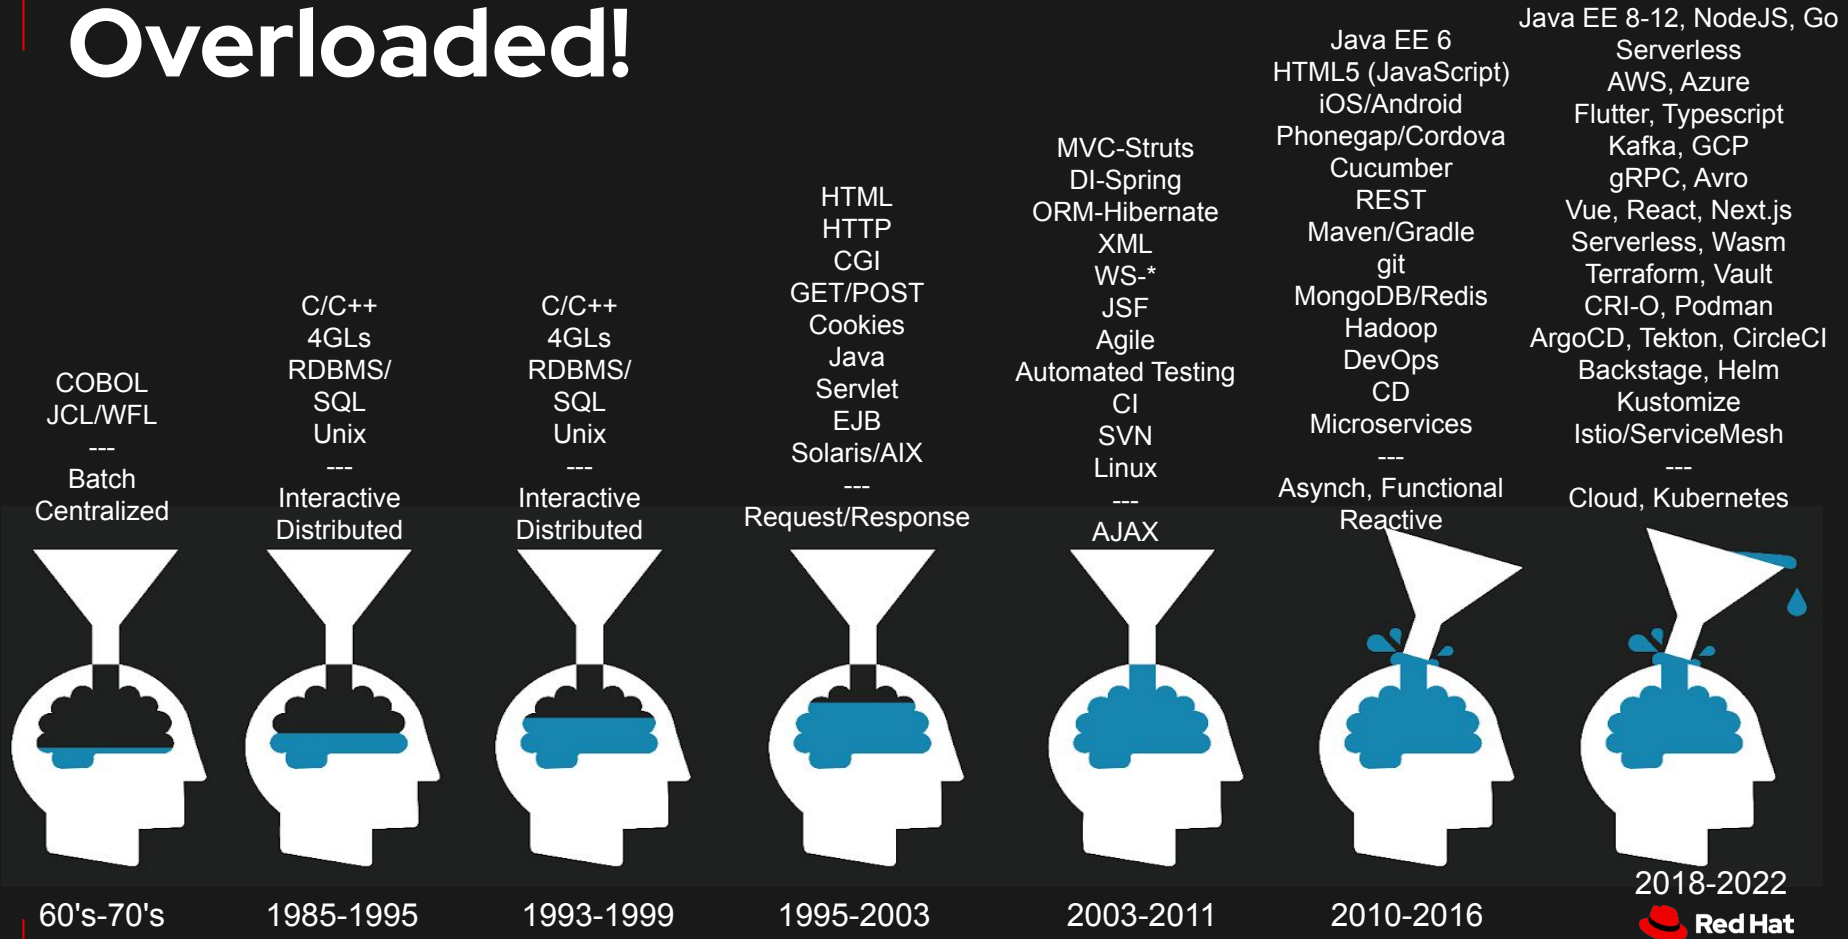 Overloaded!
COBOL
JCL/WFL
---
Batch
Centralized
60's-70's
C/C++
4GLs
RDBMS/
SQL
Unix
---
Interactive
Distributed
1985-1995
C/C++
4GLs
RDBMS/
SQL
Unix
---
Interactive
Distributed
1993-1999
HTML
HTTP
CGI
GET/POST
Cookies
Java
Servlet
EJB
Solaris/AIX
---
Request/Response
1995-2003
MVC-Struts
DI-Spring
ORM-Hibernate
XML
WS-*
JSF
Agile
Automated Testing
CI
SVN
Linux
---
AJAX
2003-2011
Java EE 6
HTML5 (JavaScript)
iOS/Android
Phonegap/Cordova
Cucumber
REST
Maven/Gradle
git
MongoDB/Redis
Hadoop
DevOps
CD
Microservices
---
Asynch, Functional
Reactive
2010-2016
Java EE 8-12, NodeJS, Go
Serverless
AWS, Azure
Flutter, Typescript
Kafka, GCP
gRPC, Avro
Vue, React, Next.js
Serverless, Wasm
Terraform, Vault
CRI-O, Podman
ArgoCD, Tekton, CircleCI
Backstage, Helm
Kustomize
Istio/ServiceMesh
---
Cloud, Kubernetes
2018-2022
Red Hat